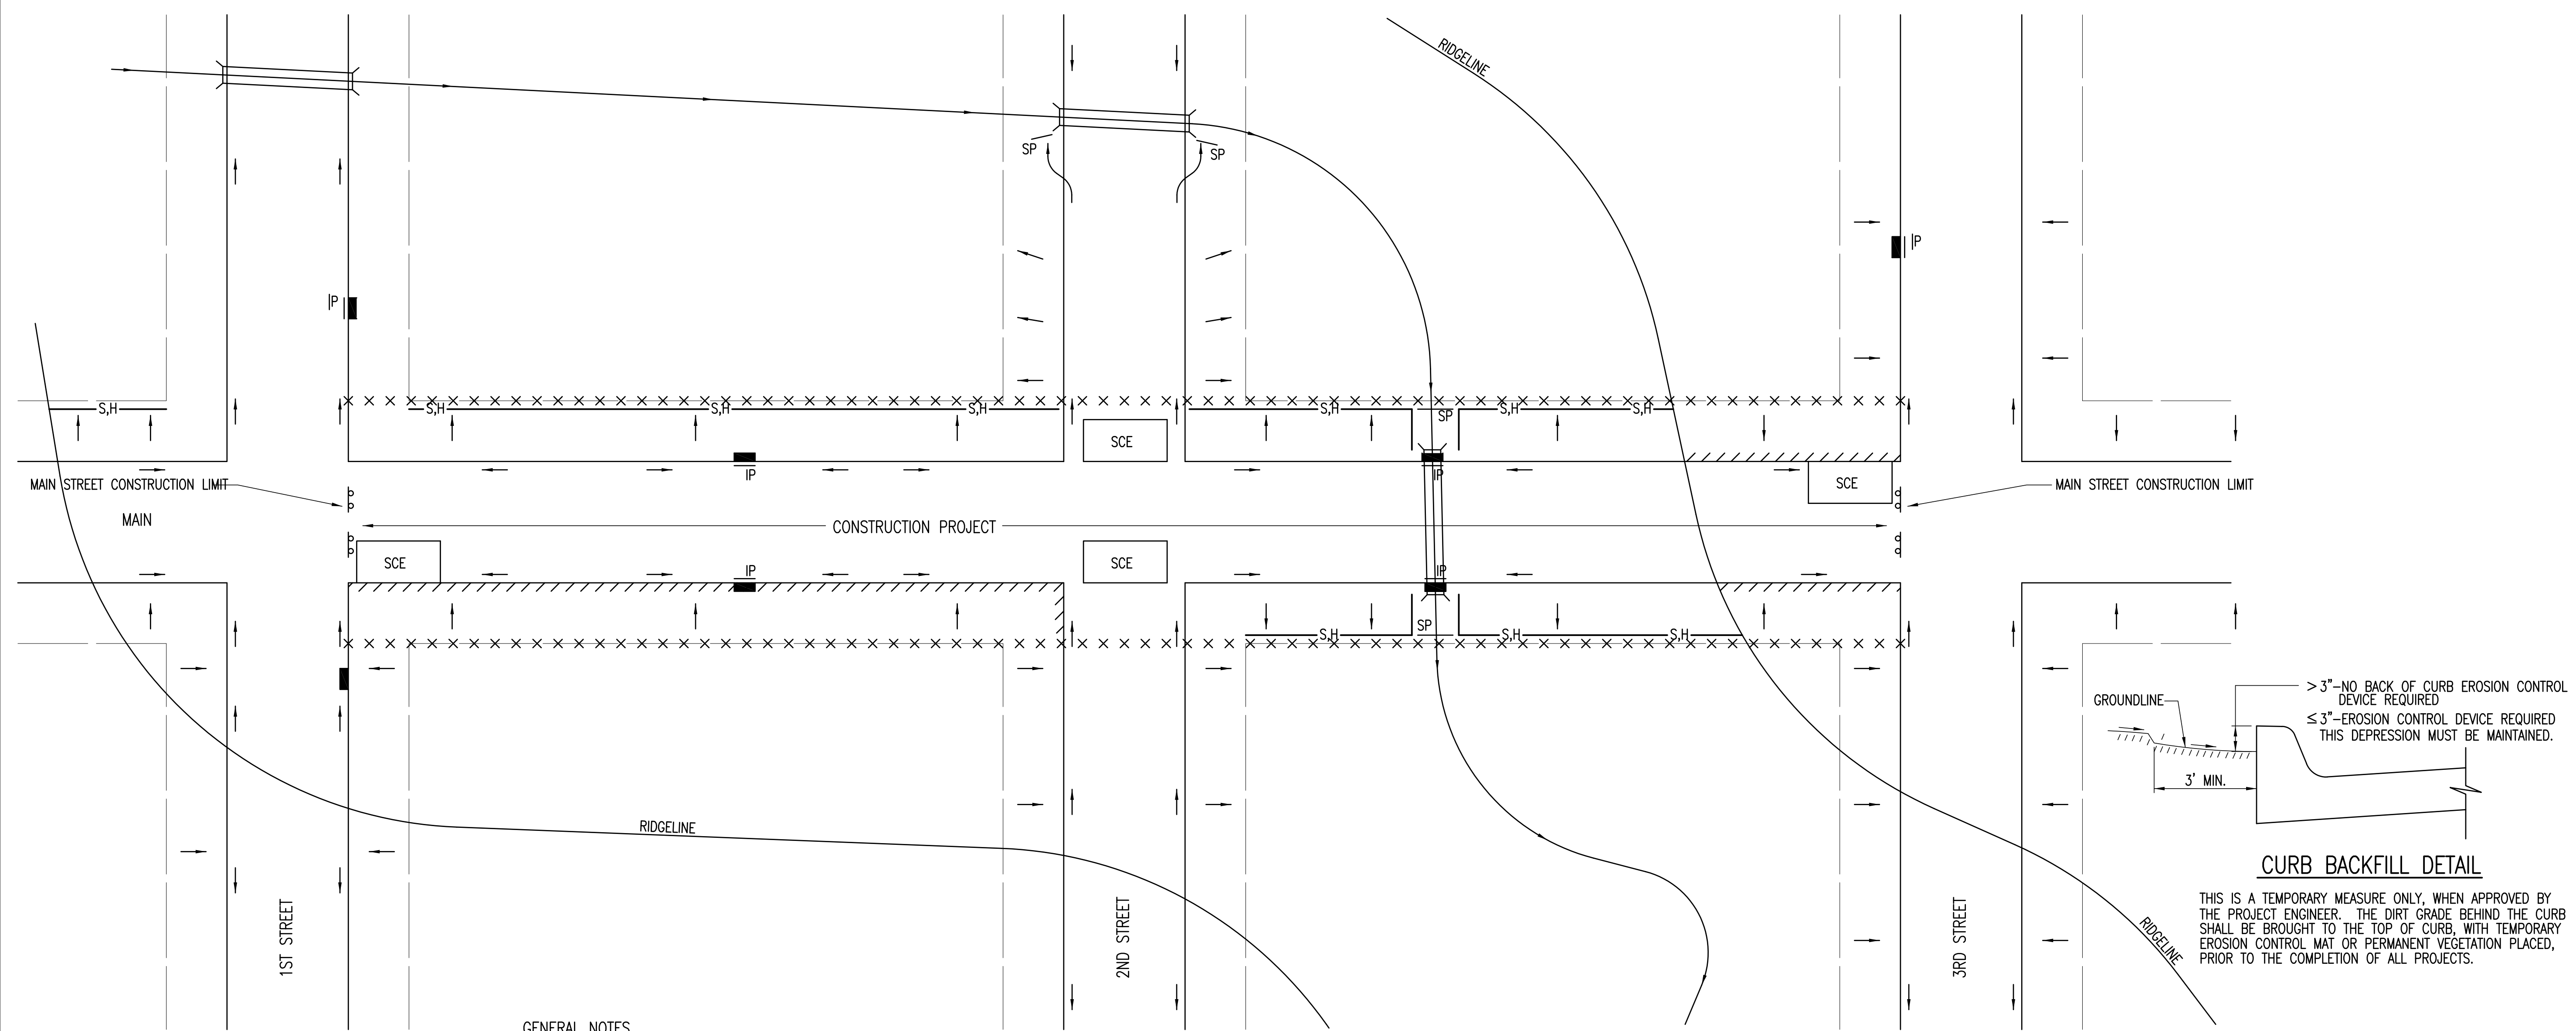 RIDGELINE
SP
SP
IP
IP
S,H
S,H
S,H
S,H
S,H
SP
S,H
S,H
SCE
IP
IP
SCE
MAIN STREET CONSTRUCTION LIMIT
MAIN STREET CONSTRUCTION LIMIT
MAIN
CONSTRUCTION PROJECT
SCE
SCE
IP
IP
S,H
SP
S,H
S,H
>3"-NO BACK OF CURB EROSION CONTROL
DEVICE REQUIRED
≤3"-EROSION CONTROL DEVICE REQUIRED
THIS DEPRESSION MUST BE MAINTAINED.
GROUNDLINE
3' MIN.
RIDGELINE
CURB BACKFILL DETAIL
THIS IS A TEMPORARY MEASURE ONLY, WHEN APPROVED BY
THE PROJECT ENGINEER. THE DIRT GRADE BEHIND THE CURB
SHALL BE BROUGHT TO THE TOP OF CURB, WITH TEMPORARY
EROSION CONTROL MAT OR PERMANENT VEGETATION PLACED,
PRIOR TO THE COMPLETION OF ALL PROJECTS.
1ST STREET
2ND STREET
3RD STREET
RIDGELINE
GENERAL NOTES